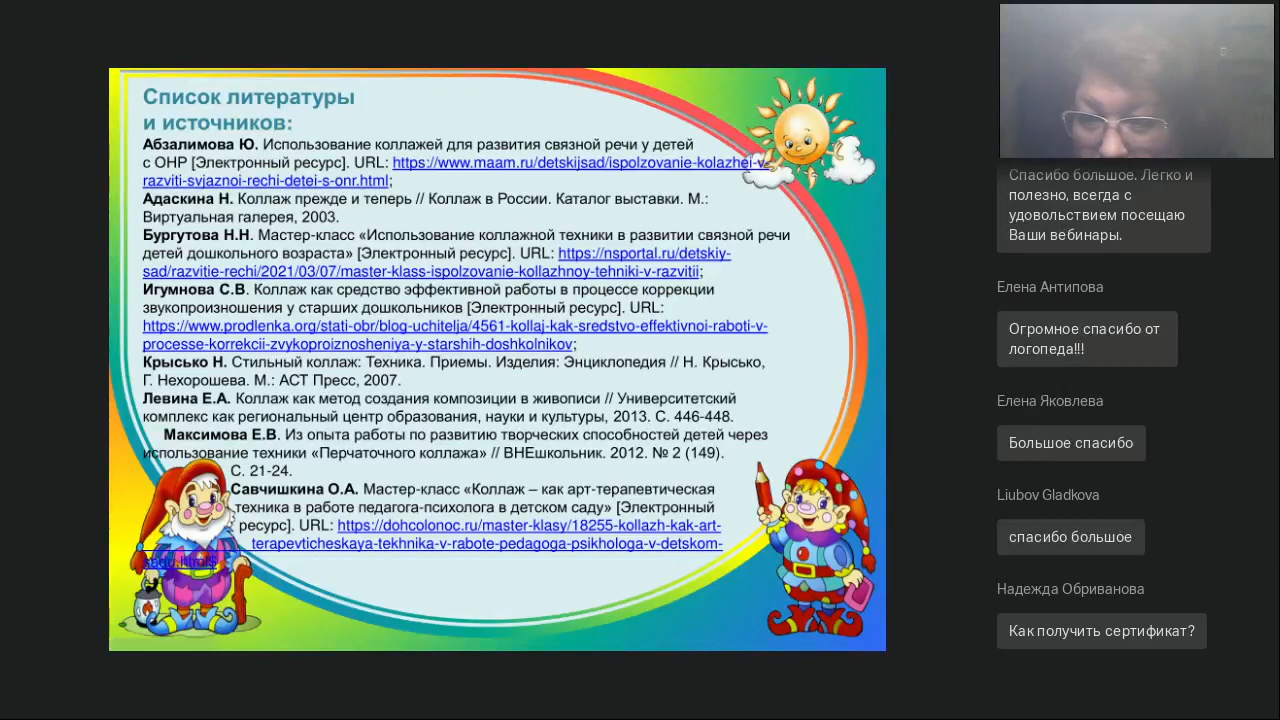 Список литературы
и источников:
Абзалимова Ю. Использование коллажей для развития связной речи у детей
с ОНР [Электронный ресурс]. URL: https://www.maam.ru/detskijsad/ispolzovanie-kolazhei-v-
razviti-svjaznoi-rechi-detei-s-onr.html;
Адаскина Н. Коллаж прежде и теперь // Коллаж в России. Каталог выставки. М.:
Виртуальная галерея, 2003.
Бургутова Н.Н. Мастер-класс «Использование коллажной техники в развитии связной речи
детей дошкольного возраста» [Электронный ресурс]. URL: https://nsportal.ru/detskiy-
sad/razvitie-rechi/2021/03/07/master-klass-ispolzovanie-kollazhnoy-tehniki-v-razvitii;
Игумнова С.В. Коллаж как средство эффективной работы в процессе коррекции
звукопроизношения у старших дошкольников [Электронный ресурс]. URL:
https://www.prodlenka.org/stati-obr/blog-uchitelja/4561-kollaj-kak-sredstvo-effektivnoi-raboti-v-
processe-korrekcii-zvykoproiznosheniya-y-starshih-doshkolnikov;
Крысько Н. Стильный коллаж: Техника. Приемы. Изделия: Энциклопедия // Н. Крысько,
Г. Нехорошева. М.: АСТ Пресс, 2007.
Левина Е.А. Коллаж как метод создания композиции в живописи // Университетский
комплекс как региональный центр образования, науки и культуры, 2013. С. 446-448.
Максимова Е.В. Из опыта работы по развитию творческих способностей детей через
использование техники «Перчаточного коллажа» // ВНЕшкольник. 2012. № 2 (149).
С. 21-24.
Савчишкина О.А. Мастер-класс «Коллаж – как арт-терапевтическая
техника в работе педагога-психолога в детском саду» [Электронный
ресурс]. URL: https://dohcolonoc.ru/master-klasy/18255-kollazh-kak-art-
terapevticheskaya-tekhnika-v-rabote-pedagoga-psikhologa-v-detskom-
Спасибо большое. Легко и
полезно, всегда с
удовольствием посещаю
Ваши вебинары.
Елена Антипова
Огромное спасибо от
логопеда!!!
Елена Яковлева
Большое спасибо
Liubov Gladkova
спасибо большое
Надежда Обриванова
Как получить сертификат?